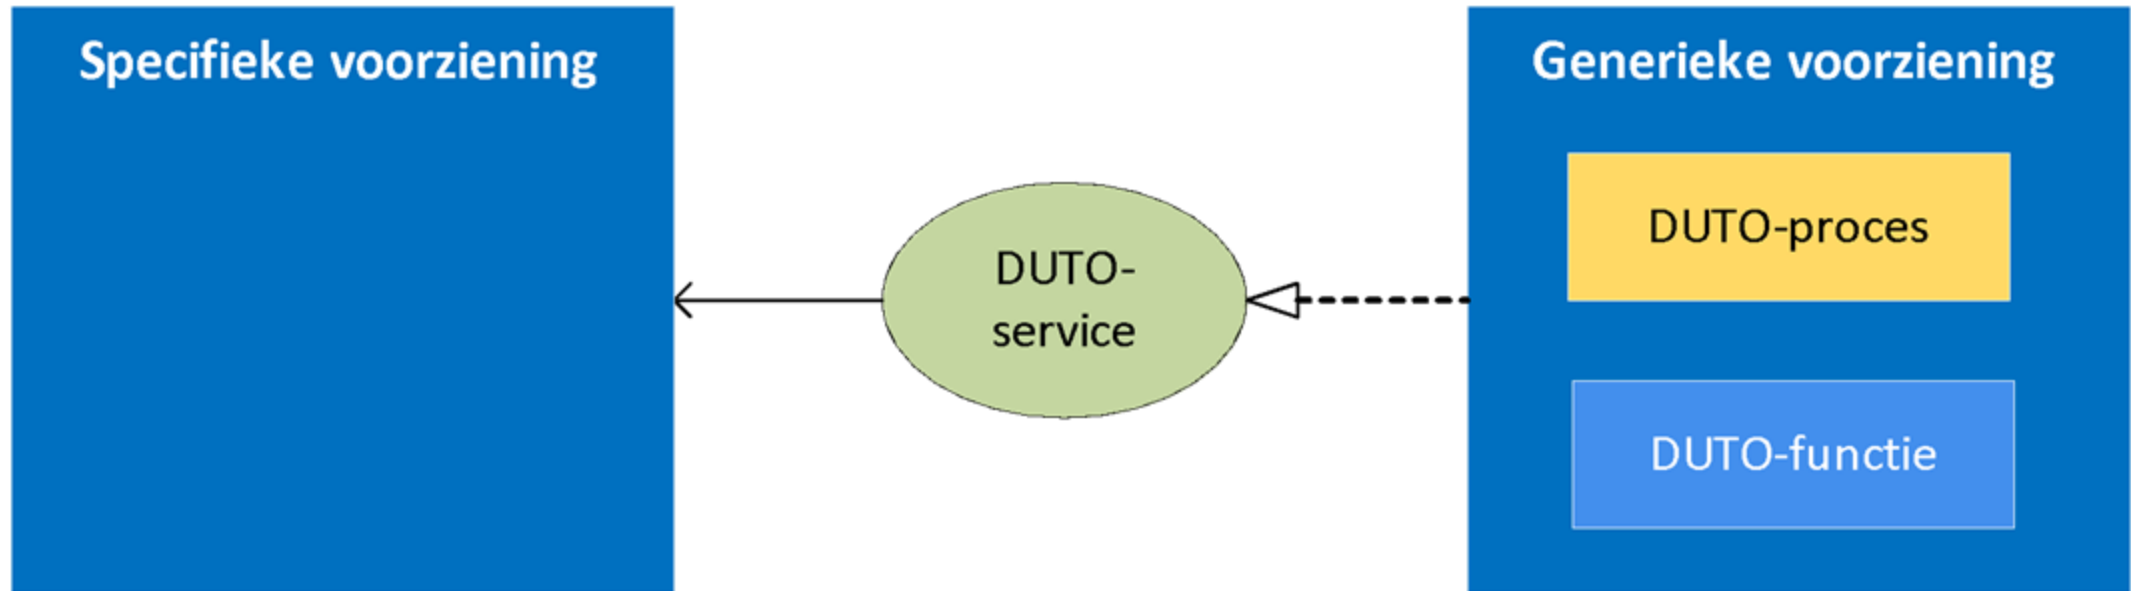 Specifieke voorziening
Generieke voorziening
DUTO-proces
DUTO-
service
DUTO-functie